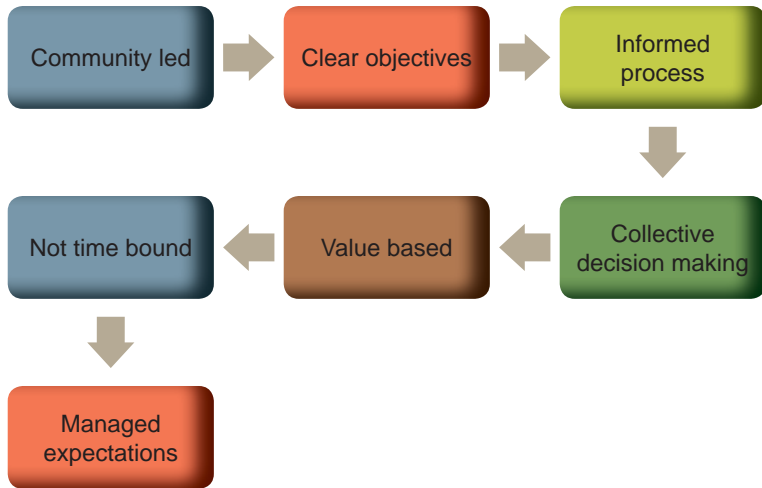 Community led
Clear objectives
Informed
process
Collective
decision making
Value based
Not time bound
Managed
expectations